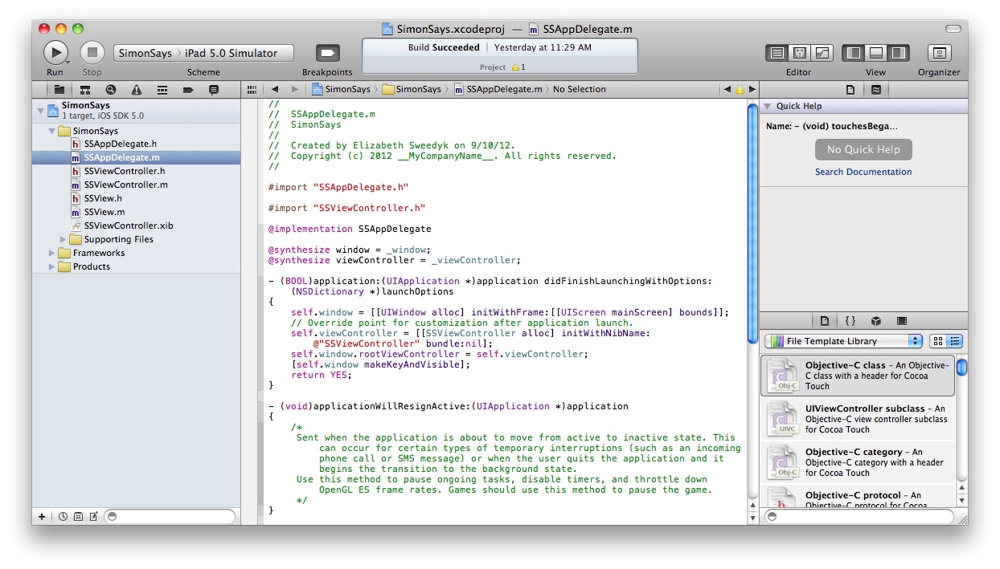 SimonSays.xcodeproj — SSAppDelegate.m
Build Succeeded | Yesterday at 11:29 AM
SimonSays iPad 5.0 Simulator
Project 1
Run Stop Scheme Breakpoints Editor View Organizer
SimonSays SimonSays SSAppDelegate.m No Selection
SimonSays
1 target, iOS SDK 5.0
SimonSays
SSAppDelegate.h
SSAppDelegate.m
SSViewController.h
SSViewController.m
SSView.h
SSView.m
SSViewController.xib
Supporting Files
Frameworks
Products
//
// SSAppDelegate.m
// SimonSays
//
// Created by Elizabeth Sweedyk on 9/10/12.
// Copyright (c) 2012 __MyCompanyName__. All rights reserved.
//
#import "SSAppDelegate.h"
#import "SSViewController.h"
@implementation SSAppDelegate
@synthesize window = _window;
@synthesize viewController = _viewController;
- (BOOL)application:(UIApplication *)application didFinishLaunchingWithOptions:
(NSDictionary *)launchOptions
{
self.window = [[UIWindow alloc] initWithFrame:[[UIScreen mainScreen] bounds]];
// Override point for customization after application launch.
self.viewController = [[SSViewController alloc] initWithNibName:
@"SSViewController" bundle:nil];
self.window.rootViewController = self.viewController;
[self.window makeKeyAndVisible];
return YES;
}
- (void)applicationWillResignActive:(UIApplication *)application
{
/*
Sent when the application is about to move from active to inactive state. This
can occur for certain types of temporary interruptions (such as an incoming
phone call or SMS message) or when the user quits the application and it
begins the transition to the background state.
Use this method to pause ongoing tasks, disable timers, and throttle down
OpenGL ES frame rates. Games should use this method to pause the game.
*/
}
Quick Help
Name: - (void) touchesBega...
No Quick Help
Search Documentation
{ }
File Template Library
Obj-C
Objective-C class - An Objective-
C class with a header for Cocoa
Touch
UIVC
UIViewController subclass - An
Objective-C view controller subclass
for Cocoa Touch
Obj-C
Objective-C category - An
Objective-C category with a header
for Cocoa Touch
h
Objective-C protocol - An
Objective-C protocol for Cocoa